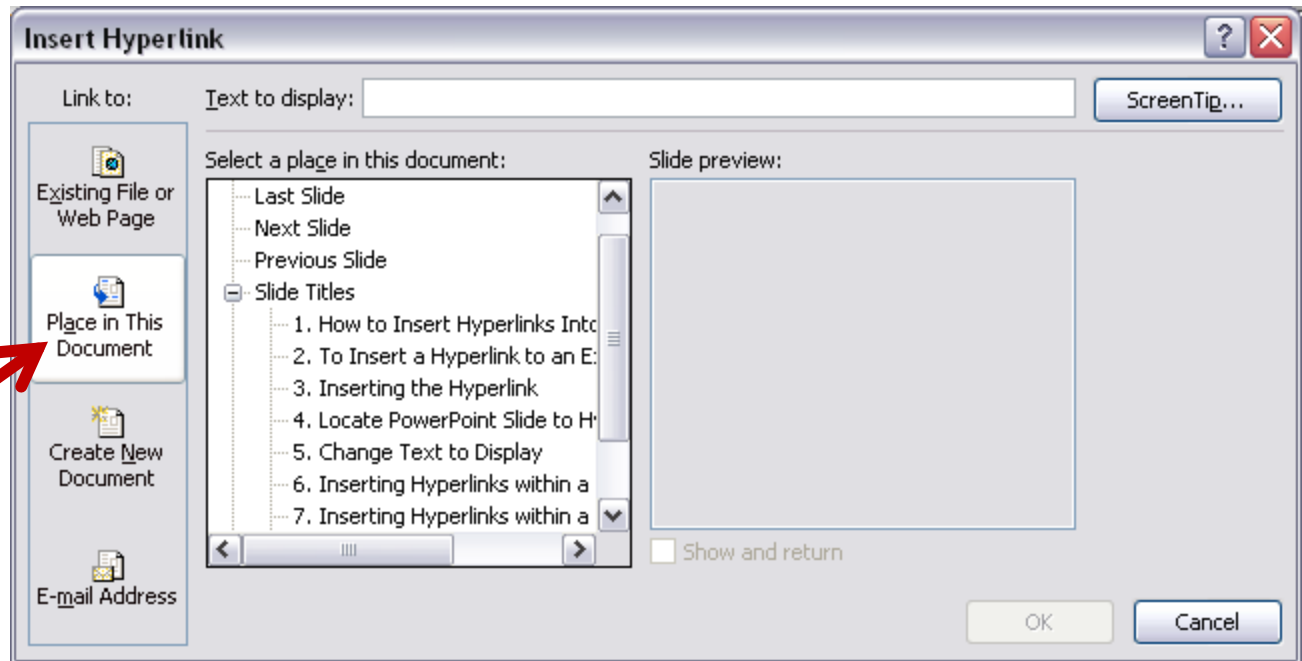 Insert Hyperlink
Link to:
Text to display:
ScreenTip...
Existing File or
Web Page
Place in This
Document
Create New
Document
E-mail Address
Select a place in this document:
Last Slide
Next Slide
Previous Slide
Slide Titles
1. How to Insert Hyperlinks Into
2. To Insert a Hyperlink to an E
3. Inserting the Hyperlink
4. Locate PowerPoint Slide to H
5. Change Text to Display
6. Inserting Hyperlinks within a
7. Inserting Hyperlinks within a
Slide preview:
Show and return
OK
Cancel